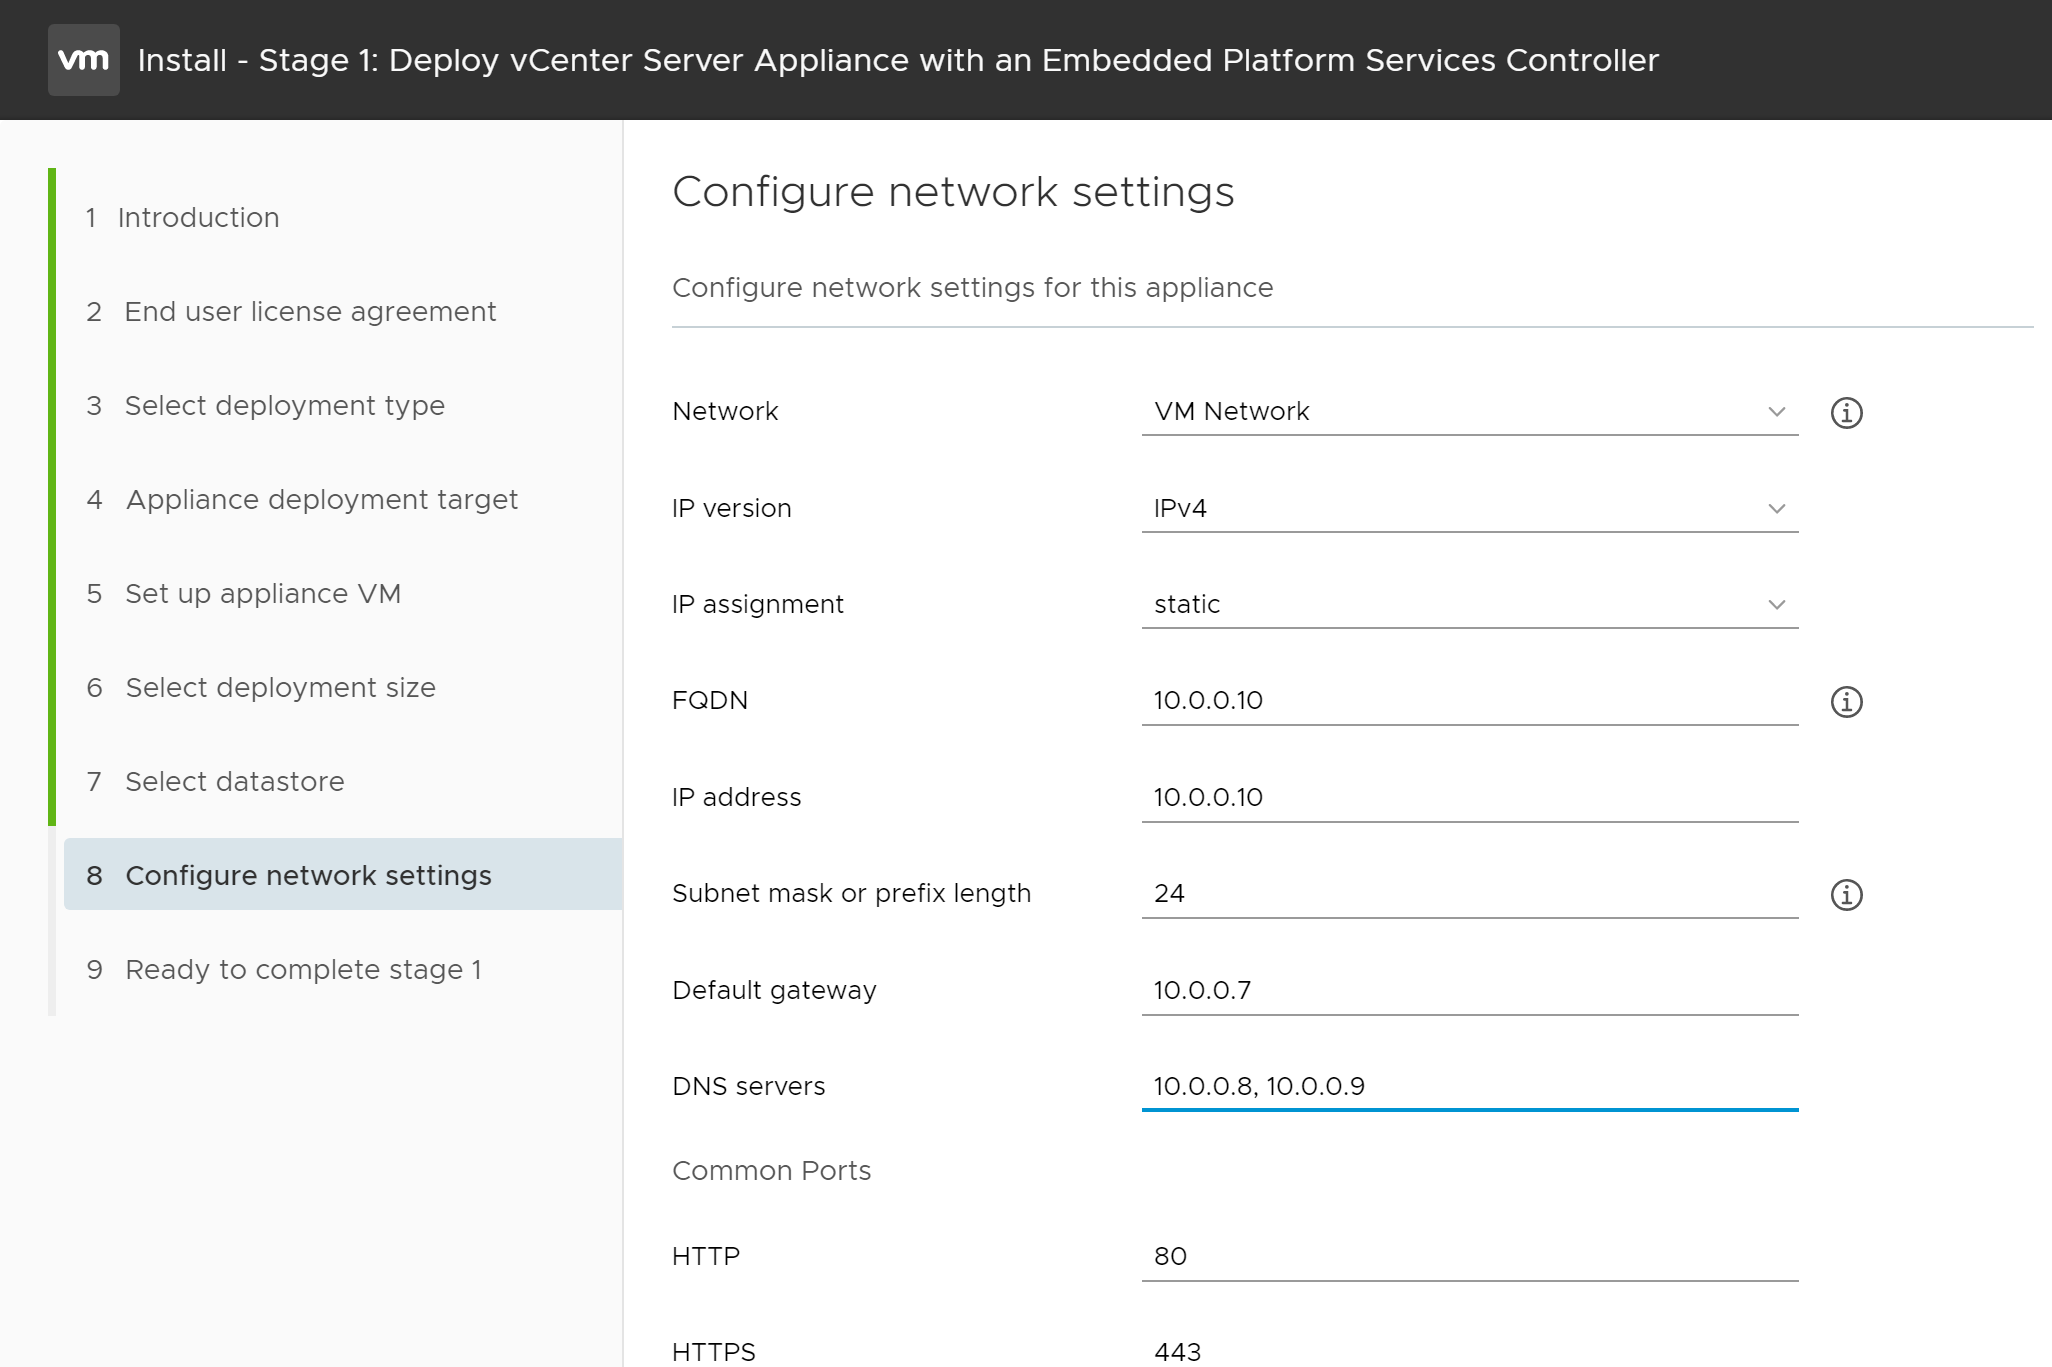 vm Install - Stage 1: Deploy vCenter Server Appliance with an Embedded Platform Services Controller
1 Introduction
2 End user license agreement
3 Select deployment type
4 Appliance deployment target
5 Set up appliance VM
6 Select deployment size
7 Select datastore
8 Configure network settings
9 Ready to complete stage 1
Configure network settings
Configure network settings for this appliance
Network VM Network
IP version IPv4
IP assignment static
FQDN 10.0.0.10
IP address 10.0.0.10
Subnet mask or prefix length 24
Default gateway 10.0.0.7
DNS servers 10.0.0.8, 10.0.0.9
Common Ports
HTTP 80
HTTPS 443